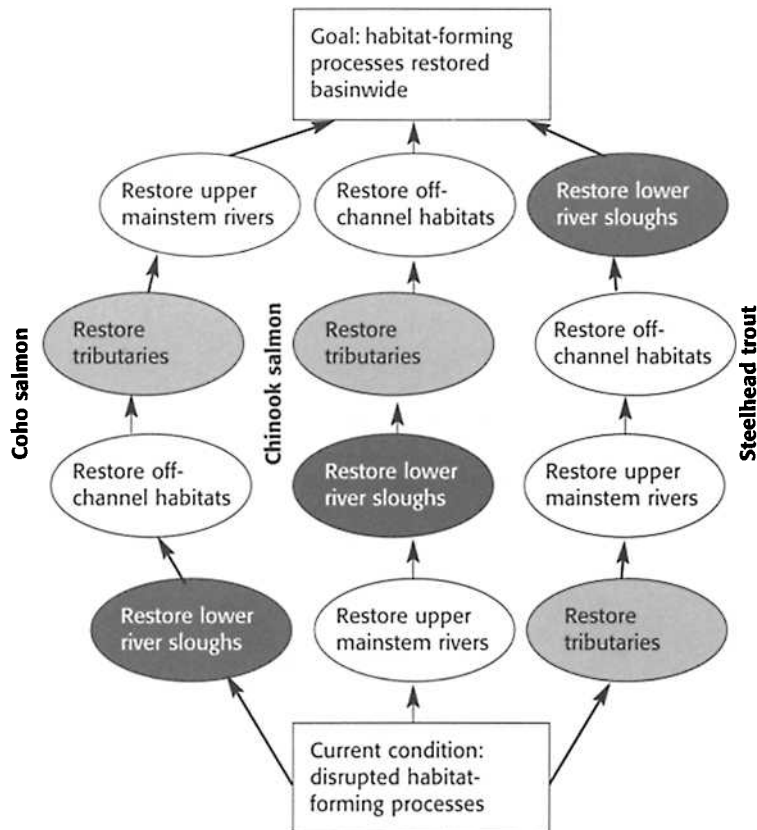 Goal: habitat-forming
processes restored
basinwide
Restore upper
mainstem rivers
Restore off-
channel habitats
Restore lower
river sloughs
Coho salmon
Restore
tributaries
Chinook salmon
Restore
tributaries
Restore off-
channel habitats
Steelhead trout
Restore off-
channel habitats
Restore lower
river sloughs
Restore upper
mainstem rivers
Restore lower
river sloughs
Restore upper
mainstem rivers
Restore
tributaries
Current condition:
disrupted habitat-
forming processes